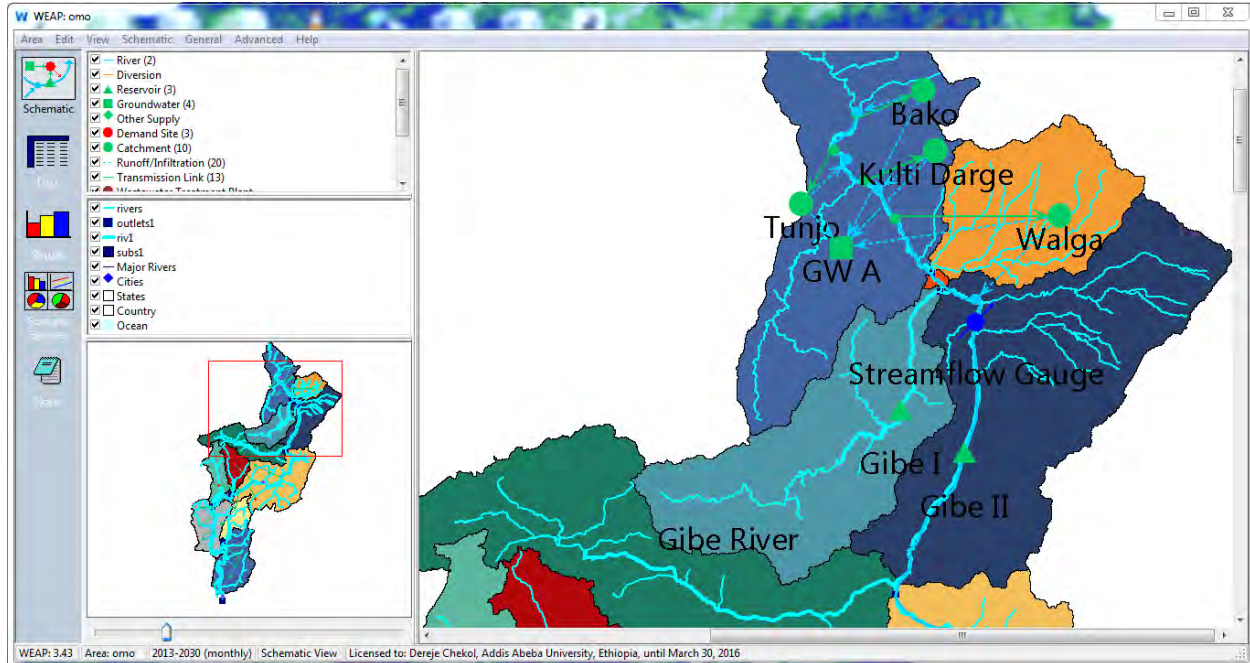 WEAP: omo
Area Edit View Schematic General Advanced Help
Schematic
River (2)
Diversion
Reservoir (3)
Groundwater (4)
Other Supply
Demand Site (3)
Catchment (10)
Runoff/Infiltration (20)
Transmission Link (13)
Wastewater Treatment Plant
rivers
outlets1
riv1
subs1
Major Rivers
Cities
States
Country
Ocean
Bako
Kulti Darge
Tunjo
Walga
GW A
Streamflow Gauge
Gibe I
Gibe II
Gibe River
WEAP: 3.43 Area: omo 2013-2030 (monthly) Schematic View Licensed to: Dereje Chekol, Addis Abeba University, Ethiopia, until March 30, 2016